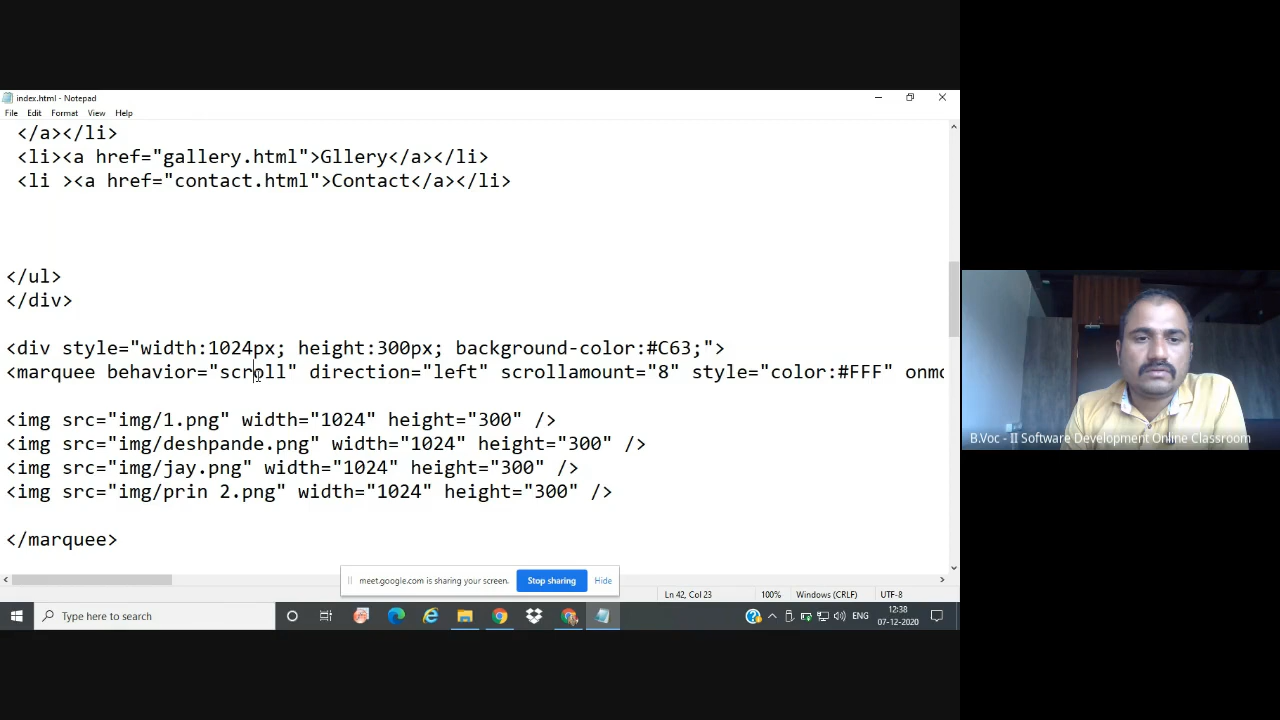 index.html - Notepad
File Edit Format View Help
</a></li>
<li><a href="gallery.html">Gllery</a></li>
<li ><a href="contact.html">Contact</a></li>
</ul>
</div>
<div style="width:1024px; height:300px; background-color:#C63;">
<marquee behavior="scroll" direction="left" scrollamount="8" style="color:#FFF" onmo
<img src="img/1.png" width="1024" height="300" />
<img src="img/deshpande.png" width="1024" height="300" />
<img src="img/jay.png" width="1024" height="300" />
<img src="img/prin 2.png" width="1024" height="300" />
</marquee>
B.Voc - II Software Development Online Classroom
meet.google.com is sharing your screen. Stop sharing Hide
Ln 42, Col 23 100% Windows (CRLF) UTF-8
Type here to search
ENG
12:38
07-12-2020